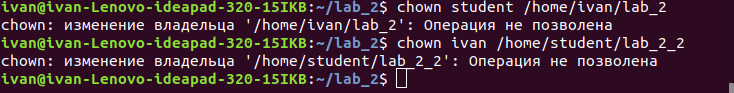 ivan@ivan-Lenovo-ideapad-320-15IKB:~/lab_2$ chown student /home/ivan/lab_2
chown: изменение владельца '/home/ivan/lab_2': Операция не позволена
ivan@ivan-Lenovo-ideapad-320-15IKB:~/lab_2$ chown ivan /home/student/lab_2_2
chown: изменение владельца '/home/student/lab_2_2': Операция не позволена
ivan@ivan-Lenovo-ideapad-320-15IKB:~/lab_2$